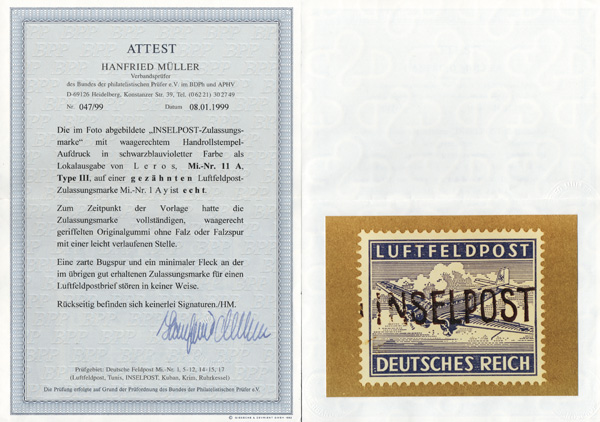 ATTEST
HANFRIED MÜLLER
Verbandsprüfer
des Bundes der philatelistischen Prüfer e.V. im BDPh und APHV
D-69126 Heidelberg, Konstanzer Str. 59, Tel. (0 62 21) 30 27 49
Nr. 047/99 Datum 08.01.1999
Die im Foto abgebildete „INSELPOST-Zulassungs-
marke“ mit waagerechtem Handrollstempel-
Aufdruck in schwarzblauvioletter Farbe als
Lokalausgabe von Leros, Mi.-Nr. 11 A,
Type III, auf einer gezähnten Luftfeldpost-
Zulassungsmarke Mi.-Nr. 1 A y ist echt.
Zum Zeitpunkt der Vorlage hatte die
Zulassungsmarke vollständigen, waagerecht
geriffelten Originalgummi ohne Falz oder Falzspur
mit einer leicht verlaufenen Stelle.
Eine zarte Bugspur und ein minimaler Fleck an der
im übrigen gut erhaltenen Zulassungsmarke für einen
Luftfeldpostbrief stören in keiner Weise.
Rückseitig befinden sich keinerlei Signaturen./HM.
Prüfgebiet: Deutsche Feldpost Mi.-Nr. 1, 5-12, 14-15, 17
(Luftfeldpost, Tunis, INSELPOST, Kuban, Krim, Ruhrkessel)
Die Prüfung erfolgte auf Grund der Prüfordnung des Bundes der Philatelistischen Prüfer e.V.
LUFTFELDPOST
INSELPOST
DEUTSCHES REICH